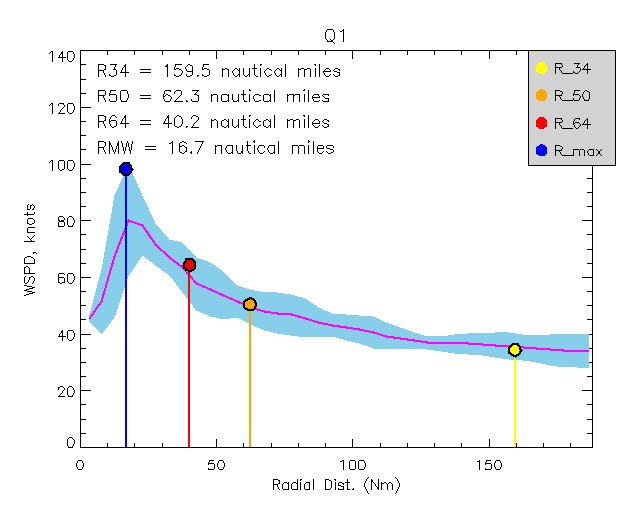 Q1
R34 = 159.5 nautical miles
R50 = 62.3 nautical miles
R64 = 40.2 nautical miles
RMW = 16.7 nautical miles
R_34
R_50
R_64
R_max
WSPD, knots
140
120
100
80
60
40
20
0
0 50 100 150
Radial Dist. (Nm)